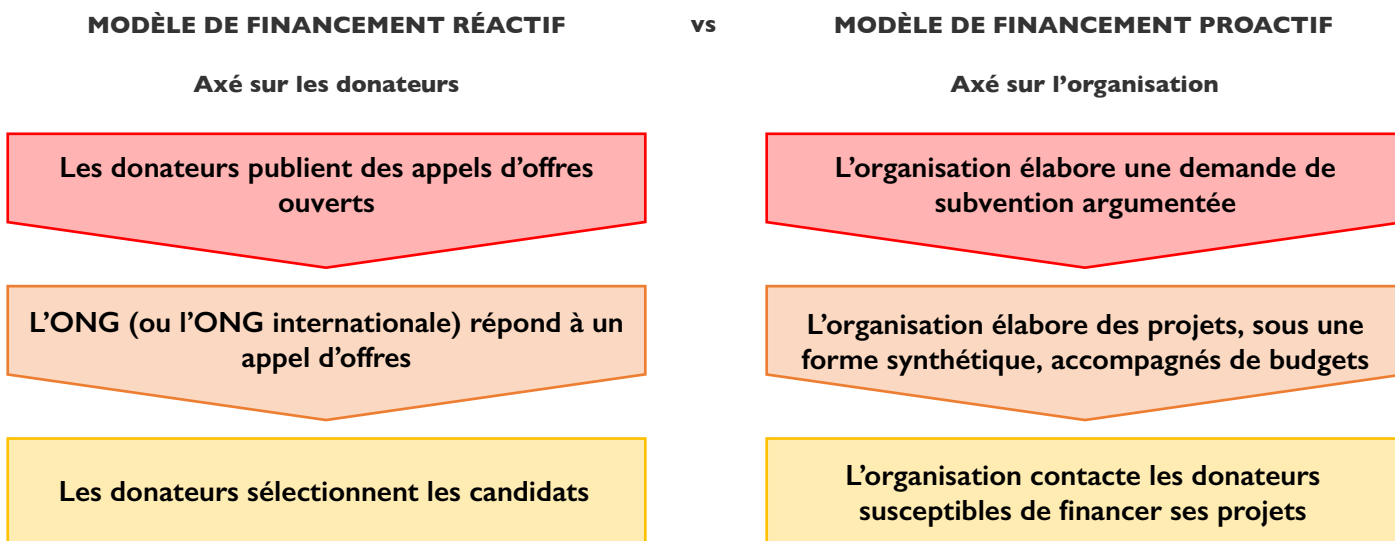 MODÈLE DE FINANCEMENT RÉACTIF
vs
MODÈLE DE FINANCEMENT PROACTIF
Axé sur les donateurs
Axé sur l’organisation
Les donateurs publient des appels d’offres
ouverts
L’organisation élabore une demande de
subvention argumentée
L’ONG (ou l’ONG internationale) répond à un
appel d’offres
L’organisation élabore des projets, sous une
forme synthétique, accompagnés de budgets
Les donateurs sélectionnent les candidats
L’organisation contacte les donateurs
susceptibles de financer ses projets